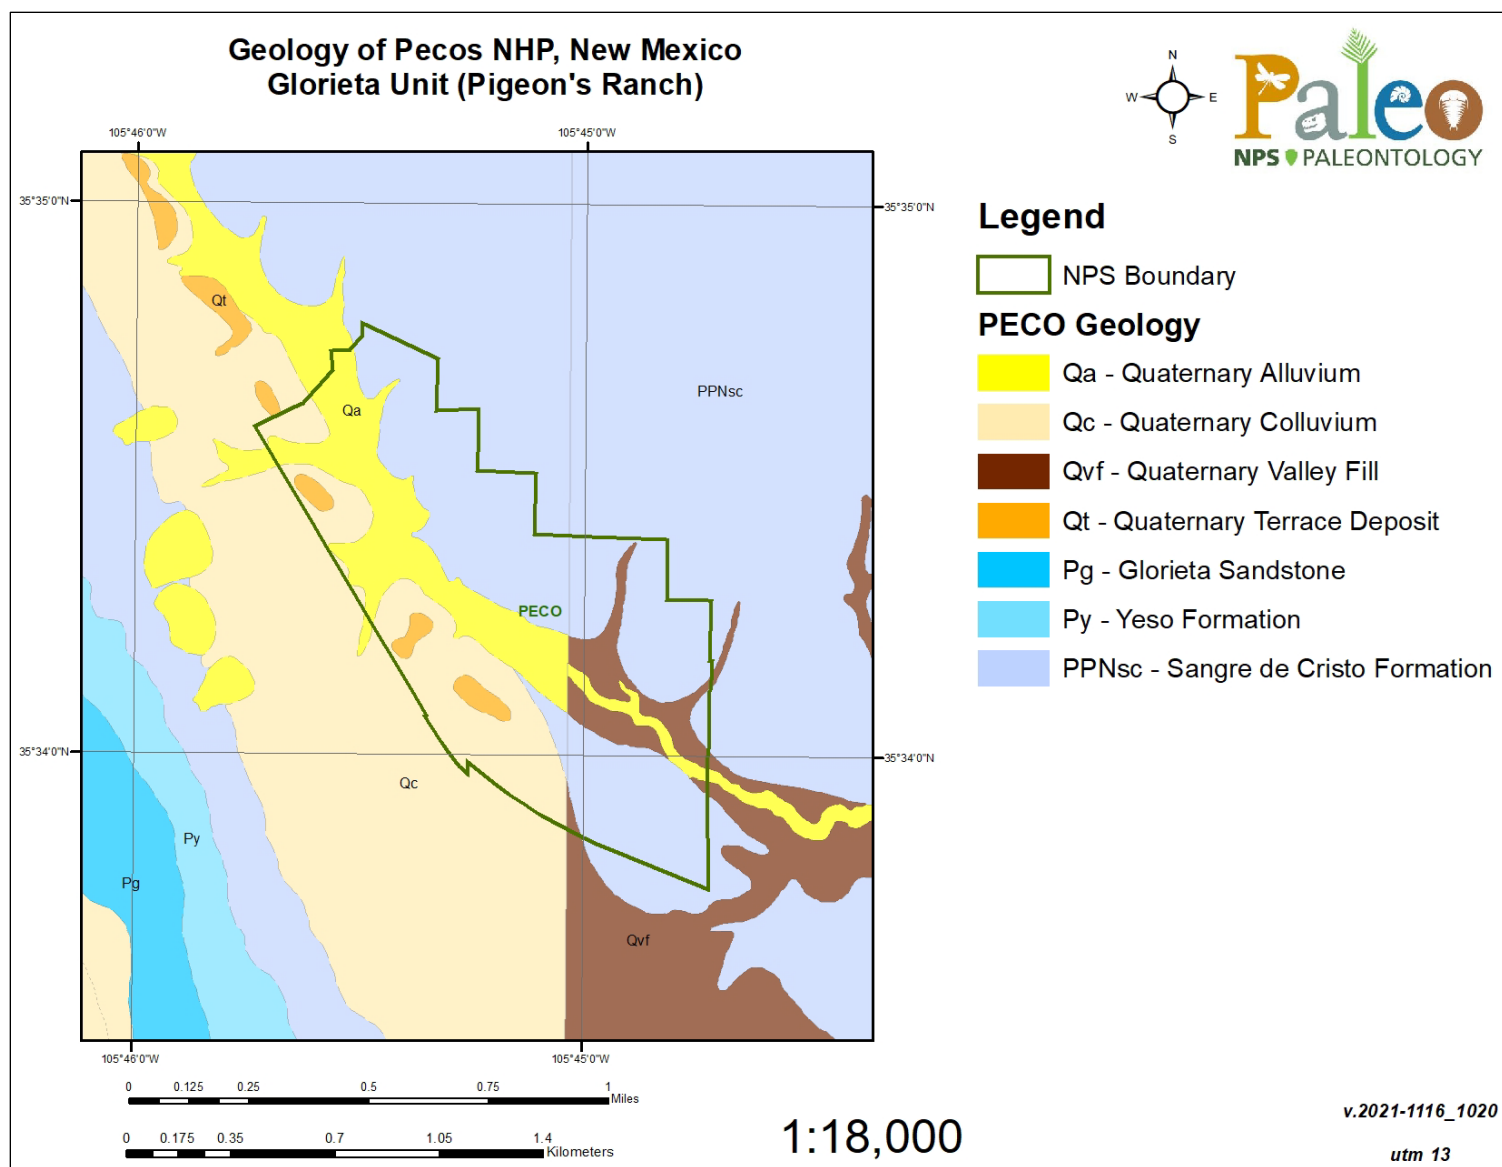 Geology of Pecos NHP, New Mexico
Glorieta Unit (Pigeon's Ranch)
N
W
E
S
Paleo
NPS PALEONTOLOGY
105°46'0"W
105°45'0"W
35°35'0"N
35°35'0"N
Qt
PPNsc
Qa
PECO
35°34'0"N
35°34'0"N
Qc
Py
Pg
Qvf
105°46'0"W
105°45'0"W
Legend
NPS Boundary
PECO Geology
Qa - Quaternary Alluvium
Qc - Quaternary Colluvium
Qvf - Quaternary Valley Fill
Qt - Quaternary Terrace Deposit
Pg - Glorieta Sandstone
Py - Yeso Formation
PPNsc - Sangre de Cristo Formation
0 0.125 0.25 0.5 0.75 1
Miles
0 0.175 0.35 0.7 1.05 1.4
Kilometers
1:18,000
v.2021-1116_1020
utm 13